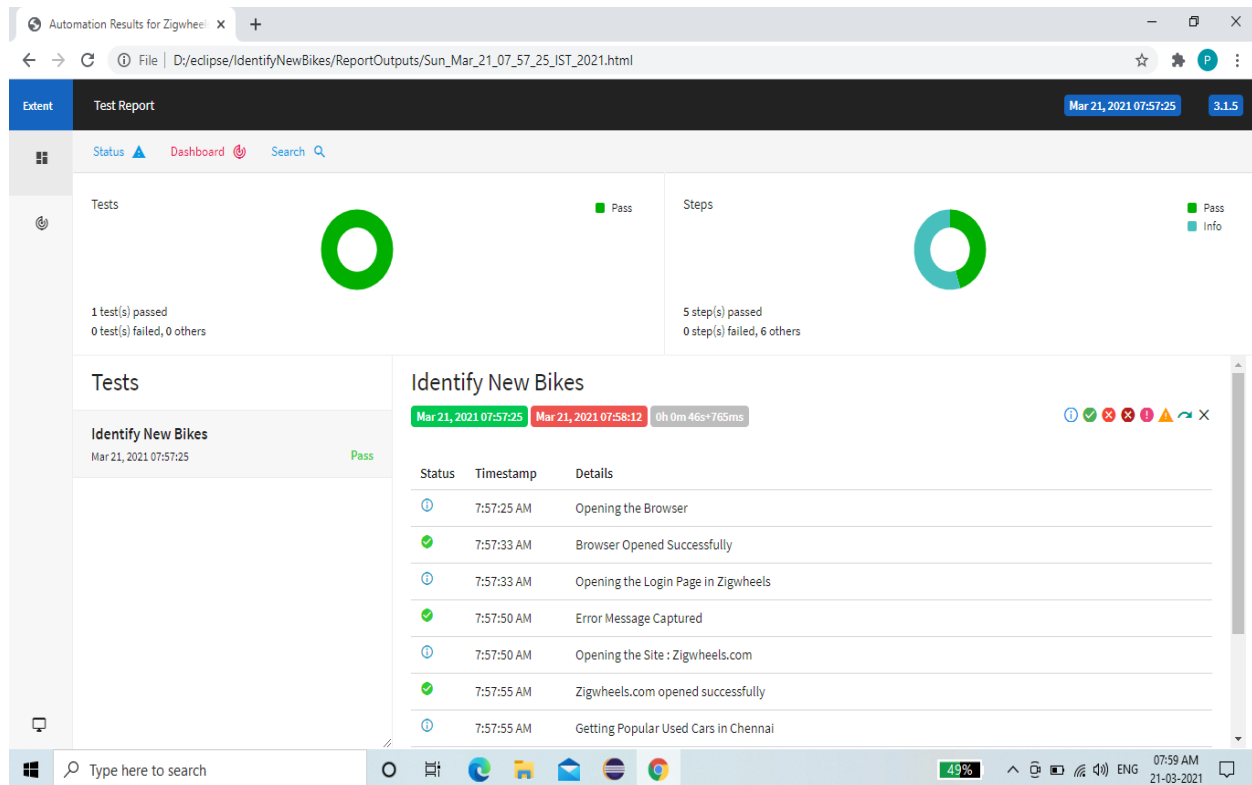 Automation Results for Zigwheel
File D:/eclipse/IdentifyNewBikes/ReportOutputs/Sun_Mar_21_07_57_25_IST_2021.html
P
Extent Test Report Mar 21, 2021 07:57:25 3.1.5
Status Dashboard Search
Tests
Pass
1 test(s) passed
0 test(s) failed, 0 others
Steps
Pass
Info
5 step(s) passed
0 step(s) failed, 6 others
Tests
Identify New Bikes
Mar 21, 2021 07:57:25 Pass
Identify New Bikes
Mar 21, 2021 07:57:25 Mar 21, 2021 07:58:12 0h 0m 46s+765ms
Status Timestamp Details
7:57:25 AM Opening the Browser
7:57:33 AM Browser Opened Successfully
7:57:33 AM Opening the Login Page in Zigwheels
7:57:50 AM Error Message Captured
7:57:50 AM Opening the Site : Zigwheels.com
7:57:55 AM Zigwheels.com opened successfully
7:57:55 AM Getting Popular Used Cars in Chennai
Type here to search
49%
ENG
07:59 AM
21-03-2021